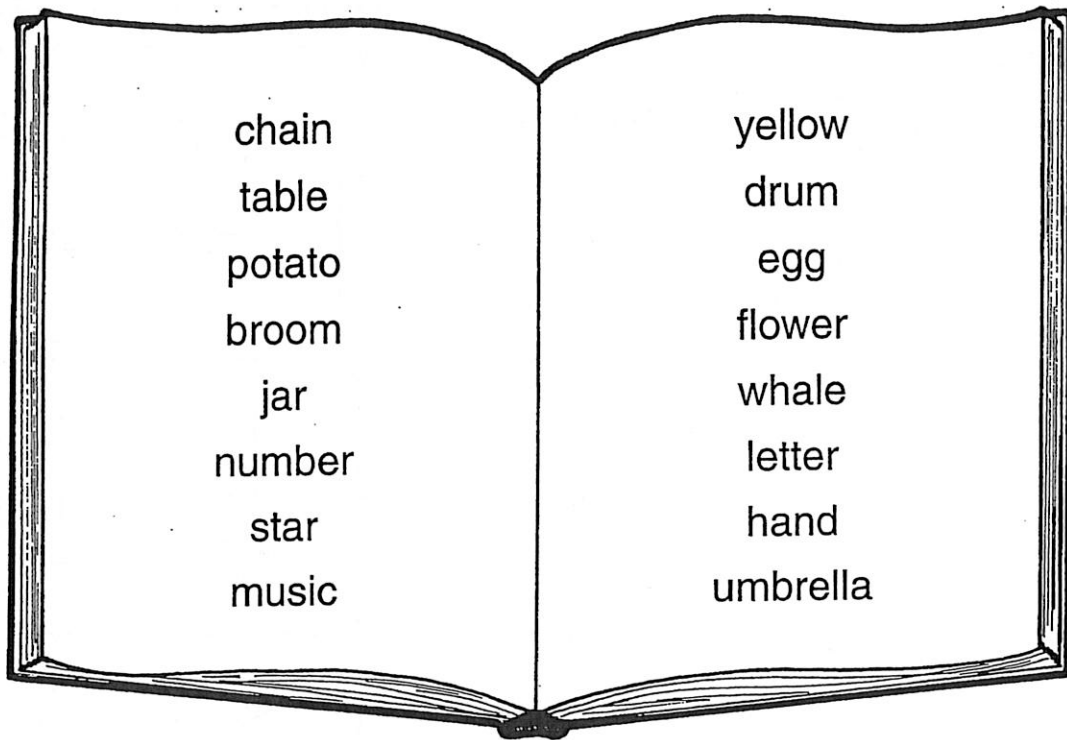 chain
table
potato
broom
jar
number
star
music
yellow
drum
egg
flower
whale
letter
hand
umbrella